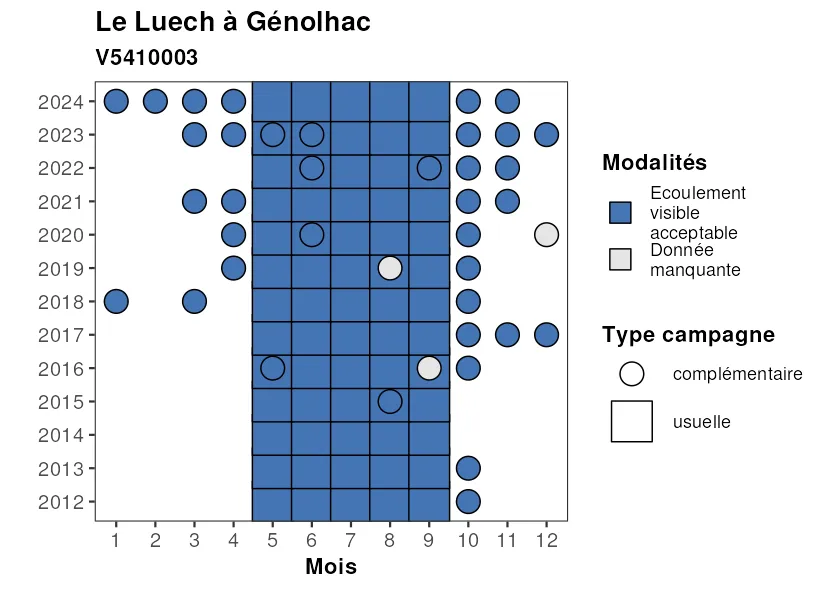 Le Luech à Génolhac
V5410003
2024
2023
2022
2021
2020
2019
2018
2017
2016
2015
2014
2013
2012
1 2 3 4 5 6 7 8 9 10 11 12
Mois
Modalités
Ecoulement
visible
acceptable
Donnée
manquante
Type campagne
complémentaire
usuelle